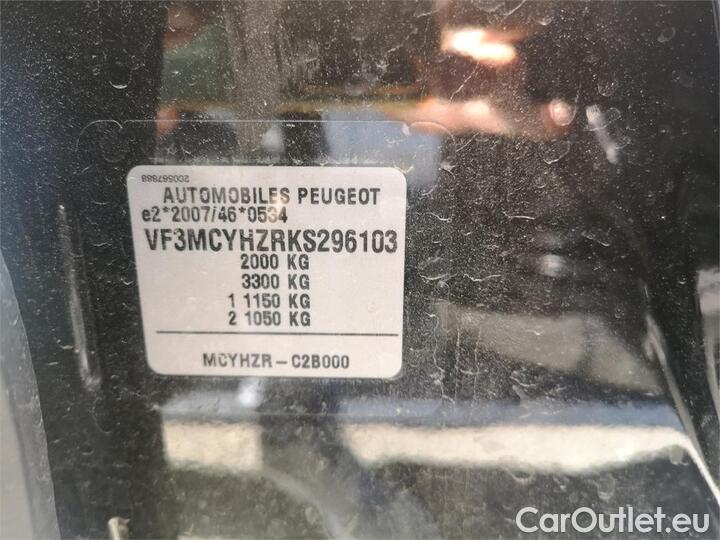 200567888
AUTOMOBILES PEUGEOT
e2*2007/46*0534
VF3MCYHZRKS296103
2000 KG
3300 KG
1 1150 KG
2 1050 KG
MCYHZR-C2B000
CarOutlet.eu